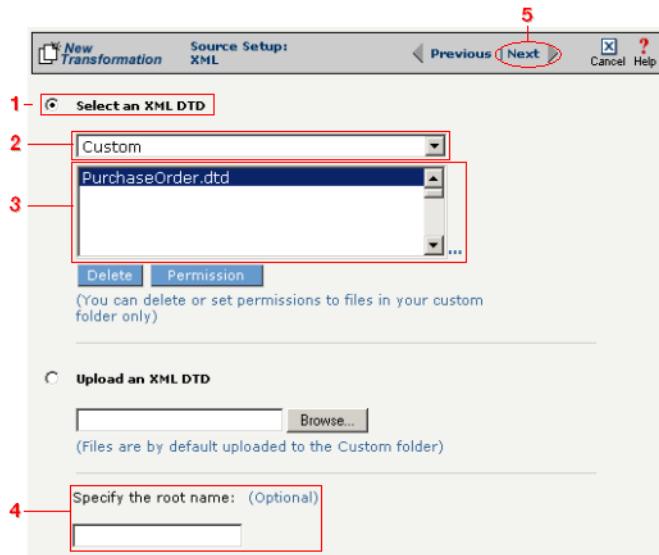 5
New Transformation
Source Setup: XML
Previous
Next
Cancel
Help
1
Select an XML DTD
2
Custom
3
PurchaseOrder.dtd
...
Delete
Permission
(You can delete or set permissions to files in your custom
folder only)
Upload an XML DTD
Browse...
(Files are by default uploaded to the Custom folder)
4
Specify the root name: (Optional)